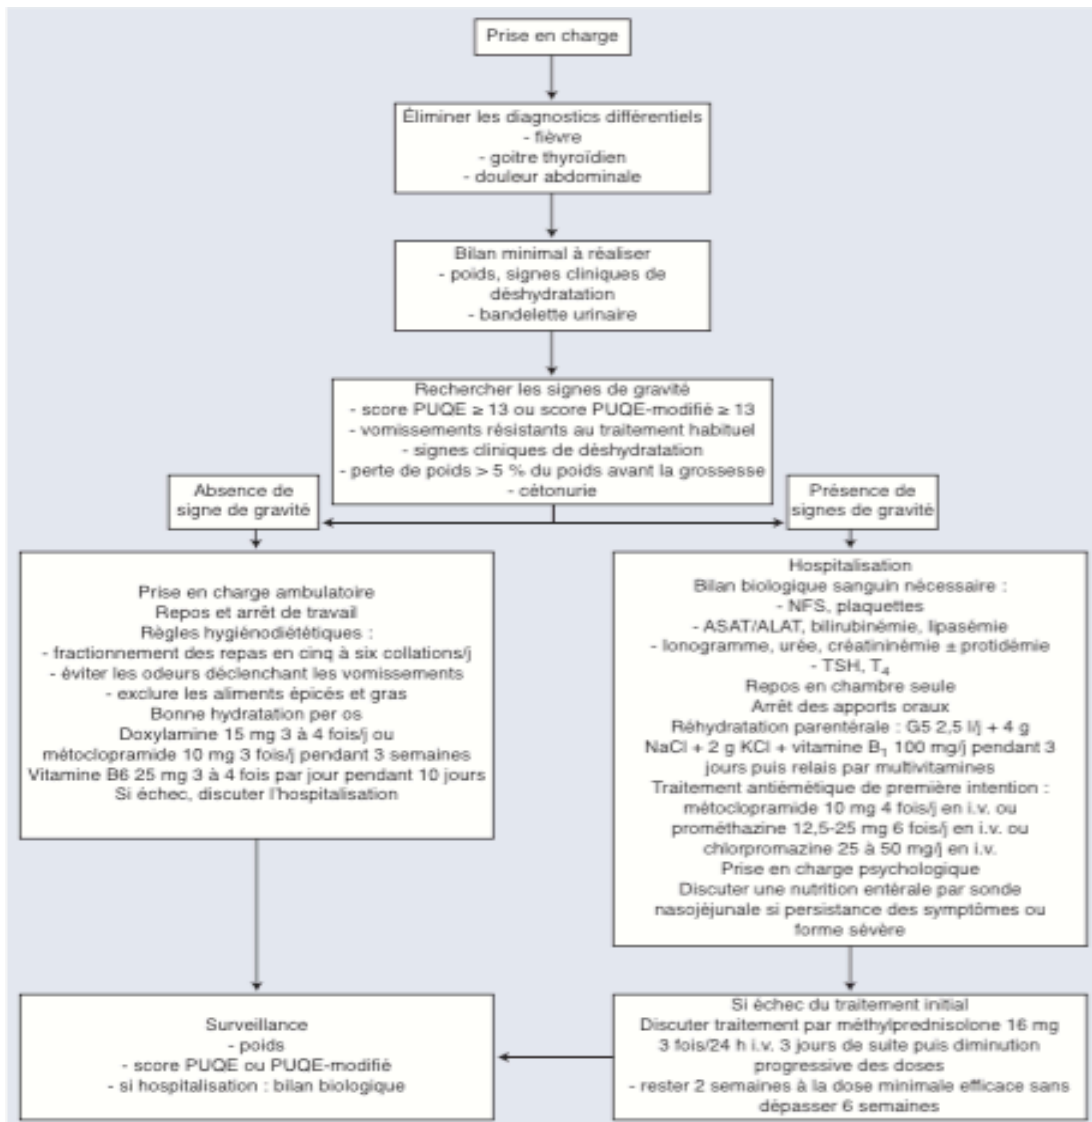 Prise en charge
Éliminer les diagnostics différentiels
- fièvre
- goitre thyroïdien
- douleur abdominale
Bilan minimal à réaliser
- poids, signes cliniques de
déshydratation
- bandelette urinaire
Rechercher les signes de gravité
- score PUQE ≥ 13 ou score PUQE-modifié ≥ 13
- vomissements résistants au traitement habituel
- signes cliniques de déshydratation
- perte de poids > 5 % du poids avant la grossesse
- cétonurie
Absence de
signe de gravité
Présence de
signes de gravité
Prise en charge ambulatoire
Repos et arrêt de travail
Règles hygiénodiététiques :
- fractionnement des repas en cinq à six collations/j
- éviter les odeurs déclenchant les vomissements
- exclure les aliments épicés et gras
Bonne hydratation per os
Doxylamine 15 mg 3 à 4 fois/j ou
métoclopramide 10 mg 3 fois/j pendant 3 semaines
Vitamine B6 25 mg 3 à 4 fois par jour pendant 10 jours
Si échec, discuter l'hospitalisation
Hospitalisation
Bilan biologique sanguin nécessaire :
- NFS, plaquettes
- ASAT/ALAT, bilirubinémie, lipasémie
- Ionogramme, urée, créatininémie ± protidémie
- TSH, T4
Repos en chambre seule
Arrêt des apports oraux
Réhydratation parentérale : G5 2,5 l/j + 4 g
NaCl + 2 g KCl + vitamine B1 100 mg/j pendant 3
jours puis relais par multivitamines
Traitement antiémétique de première intention :
métoclopramide 10 mg 4 fois/j en i.v. ou
prométhazine 12,5-25 mg 6 fois/j en i.v. ou
chlorpromazine 25 à 50 mg/j en i.v.
Prise en charge psychologique
Discuter une nutrition entérale par sonde
nasojéjunale si persistance des symptômes ou
forme sévère
Surveillance
- poids
- score PUQE ou PUQE-modifié
- si hospitalisation : bilan biologique
Si échec du traitement initial
Discuter traitement par méthylprednisolone 16 mg
3 fois/24 h i.v. 3 jours de suite puis diminution
progressive des doses
- rester 2 semaines à la dose minimale efficace sans
dépasser 6 semaines